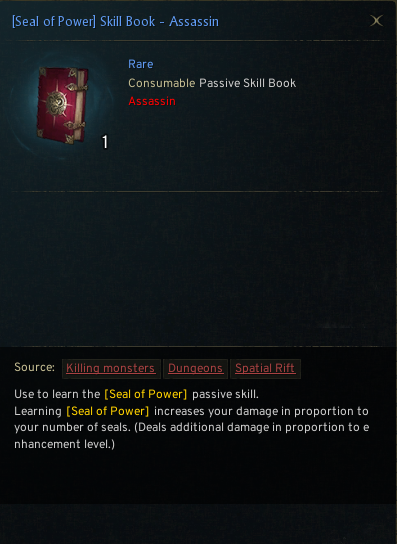 [Seal of Power] Skill Book - Assassin
Rare
Consumable Passive Skill Book
Assassin
1
Source: Killing monsters Dungeons Spatial Rift
Use to learn the [Seal of Power] passive skill.
Learning [Seal of Power] increases your damage in proportion to
your number of seals. (Deals additional damage in proportion to e
nhancement level.)